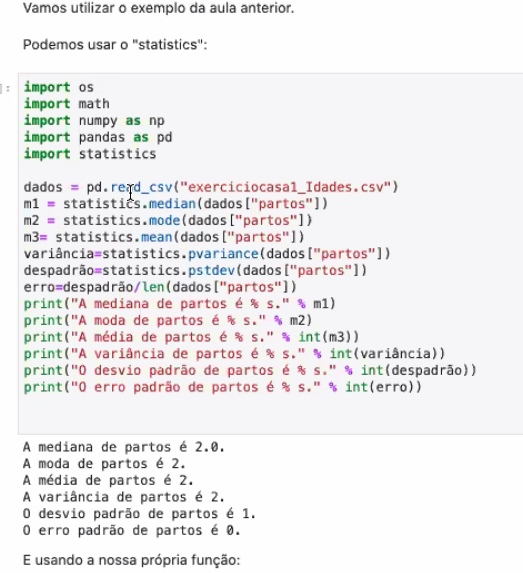 Vamos utilizar o exemplo da aula anterior.
Podemos usar o "statistics":
]:
import os
import math
import numpy as np
import pandas as pd
import statistics
dados = pd.read_csv("exerciciocasa1_Idades.csv")
m1 = statistics.median(dados["partos"])
m2 = statistics.mode(dados["partos"])
m3= statistics.mean(dados["partos"])
variância=statistics.pvariance(dados["partos"])
despadrão=statistics.pstdev(dados["partos"])
erro=despadrão/len(dados["partos"])
print("A mediana de partos é % s." % m1)
print("A moda de partos é % s." % m2)
print("A média de partos é % s." % int(m3))
print("A variância de partos é % s." % int(variância))
print("O desvio padrão de partos é % s." % int(despadrão))
print("O erro padrão de partos é % s." % int(erro))
A mediana de partos é 2.0.
A moda de partos é 2.
A média de partos é 2.
A variância de partos é 2.
O desvio padrão de partos é 1.
O erro padrão de partos é 0.
E usando a nossa própria função: